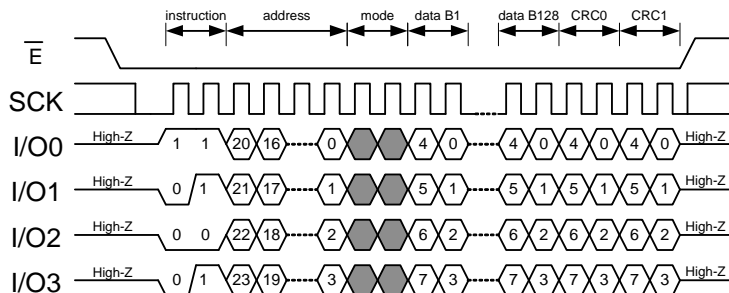 instruction address mode data B1 data B128 CRC0 CRC1
E
SCK
I/O0 High-Z 1 1 20 16 0 4 0 4 0 4 0 4 0 High-Z
I/O1 High-Z 0 1 21 17 1 5 1 5 1 5 1 5 1 High-Z
I/O2 High-Z 0 0 22 18 2 6 2 6 2 6 2 6 2 High-Z
I/O3 High-Z 0 1 23 19 3 7 3 7 3 7 3 7 3 High-Z